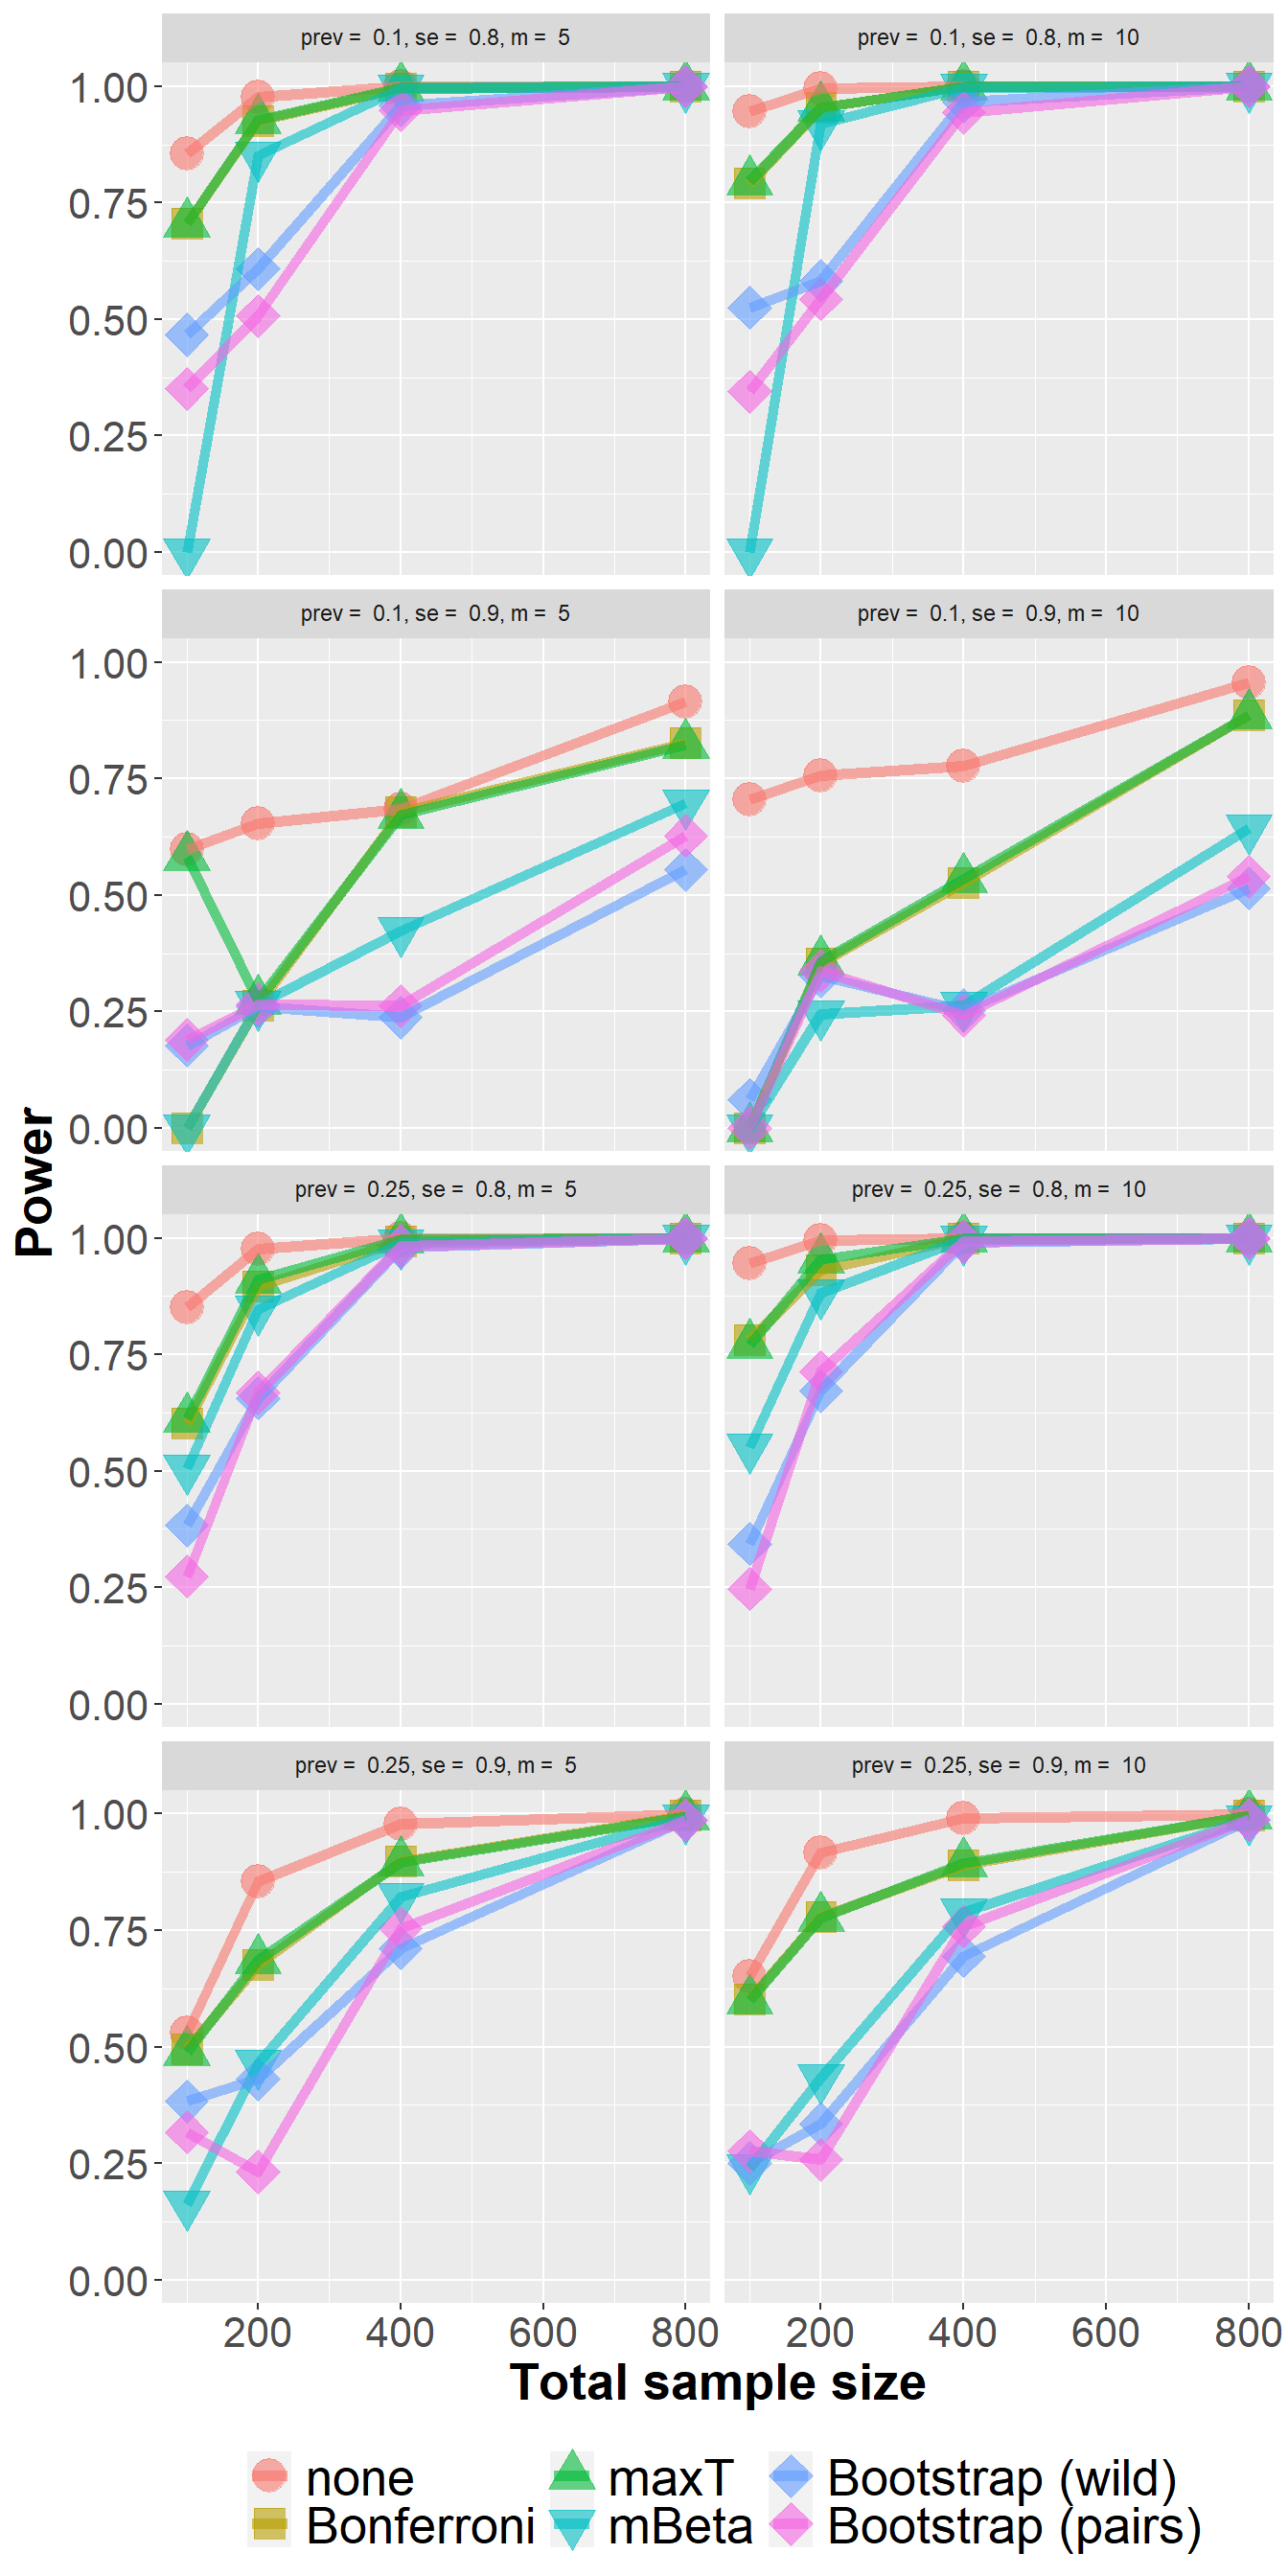 prev = 0.1, se = 0.8, m = 5
prev = 0.1, se = 0.8, m = 10
1.00
0.75
0.50
0.25
0.00
prev = 0.1, se = 0.9, m = 5
prev = 0.1, se = 0.9, m = 10
1.00
0.75
0.50
0.25
0.00
Power
prev = 0.25, se = 0.8, m = 5
prev = 0.25, se = 0.8, m = 10
1.00
0.75
0.50
0.25
0.00
prev = 0.25, se = 0.9, m = 5
prev = 0.25, se = 0.9, m = 10
1.00
0.75
0.50
0.25
0.00
200 400 600 800
200 400 600 800
Total sample size
none
maxT
Bootstrap (wild)
Bonferroni
mBeta
Bootstrap (pairs)